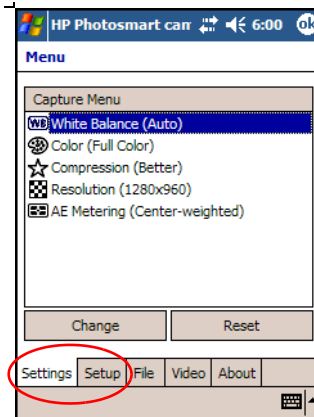 HP Photosmart cam 6:00 ok
Menu
Capture Menu
WB White Balance (Auto)
Color (Full Color)
Compression (Better)
Resolution (1280x960)
AE Metering (Center-weighted)
Change Reset
Settings Setup File Video About